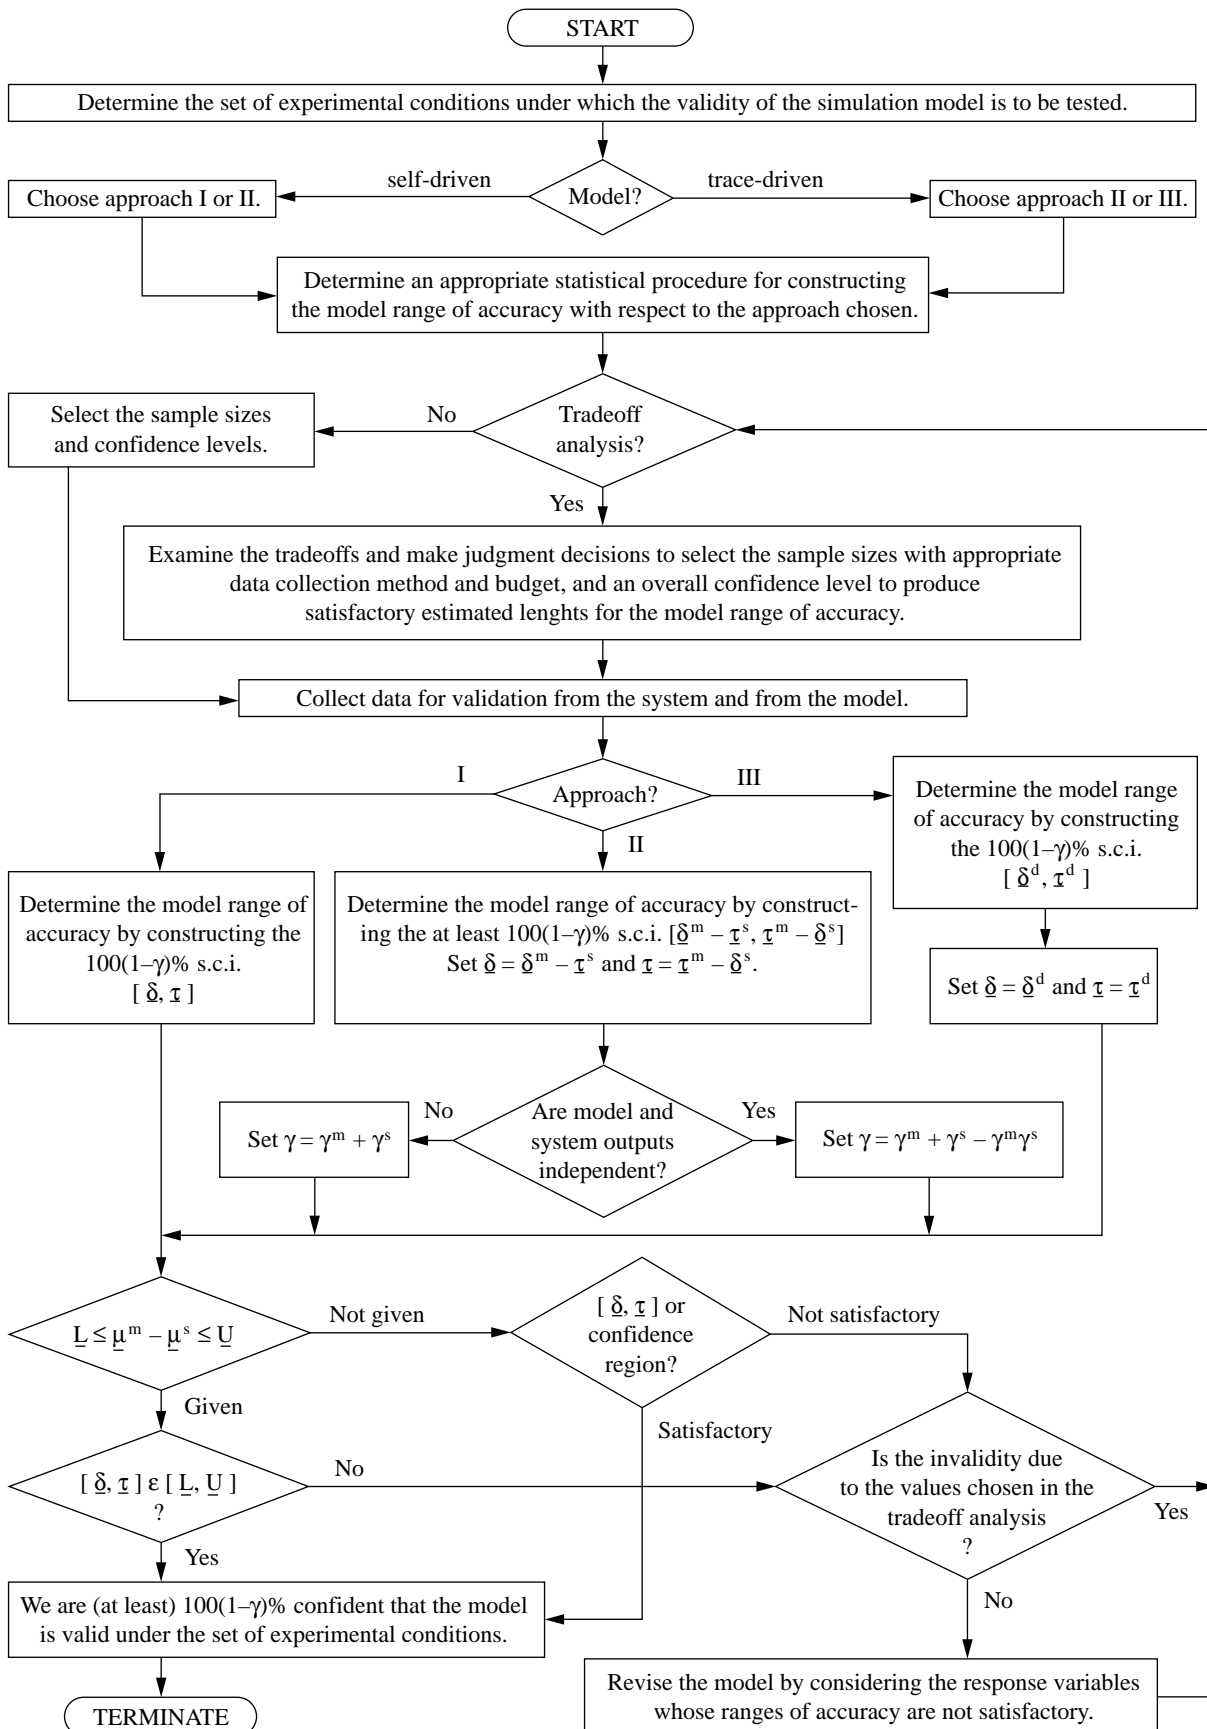 START
Determine the set of experimental conditions under which the validity of the simulation model is to be tested.
self-driven
Model?
trace-driven
Choose approach I or II.
Choose approach II or III.
Determine an appropriate statistical procedure for constructing
the model range of accuracy with respect to the approach chosen.
Select the sample sizes
and confidence levels.
No
Tradeoff
analysis?
Yes
Examine the tradeoffs and make judgment decisions to select the sample sizes with appropriate
data collection method and budget, and an overall confidence level to produce
satisfactory estimated lenghts for the model range of accuracy.
Collect data for validation from the system and from the model.
I
Approach?
III
II
Determine the model range
of accuracy by constructing
the 100(1–γ)% s.c.i.
[ δ̲ᵈ, τ̲ᵈ ]
Determine the model range of
accuracy by constructing the
100(1–γ)% s.c.i.
[ δ̲, τ̲ ]
Determine the model range of accuracy by construct-
ing the at least 100(1–γ)% s.c.i. [δ̲ᵐ – τ̲ˢ, τ̲ᵐ – δ̲ˢ]
Set δ̲ = δ̲ᵐ – τ̲ˢ and τ̲ = τ̲ᵐ – δ̲ˢ.
Set δ̲ = δ̲ᵈ and τ̲ = τ̲ᵈ
Set γ = γᵐ + γˢ
No
Are model and
system outputs
independent?
Yes
Set γ = γᵐ + γˢ – γᵐγˢ
L̲ ≤ μ̲ᵐ – μ̲ˢ ≤ U̲
Not given
[ δ̲, τ̲ ] or
confidence
region?
Not satisfactory
Given
Satisfactory
[ δ̲, τ̲ ] ε [ L̲, U̲ ]
?
No
Is the invalidity due
to the values chosen in the
tradeoff analysis
?
Yes
Yes
No
We are (at least) 100(1–γ)% confident that the model
is valid under the set of experimental conditions.
Revise the model by considering the response variables
whose ranges of accuracy are not satisfactory.
TERMINATE